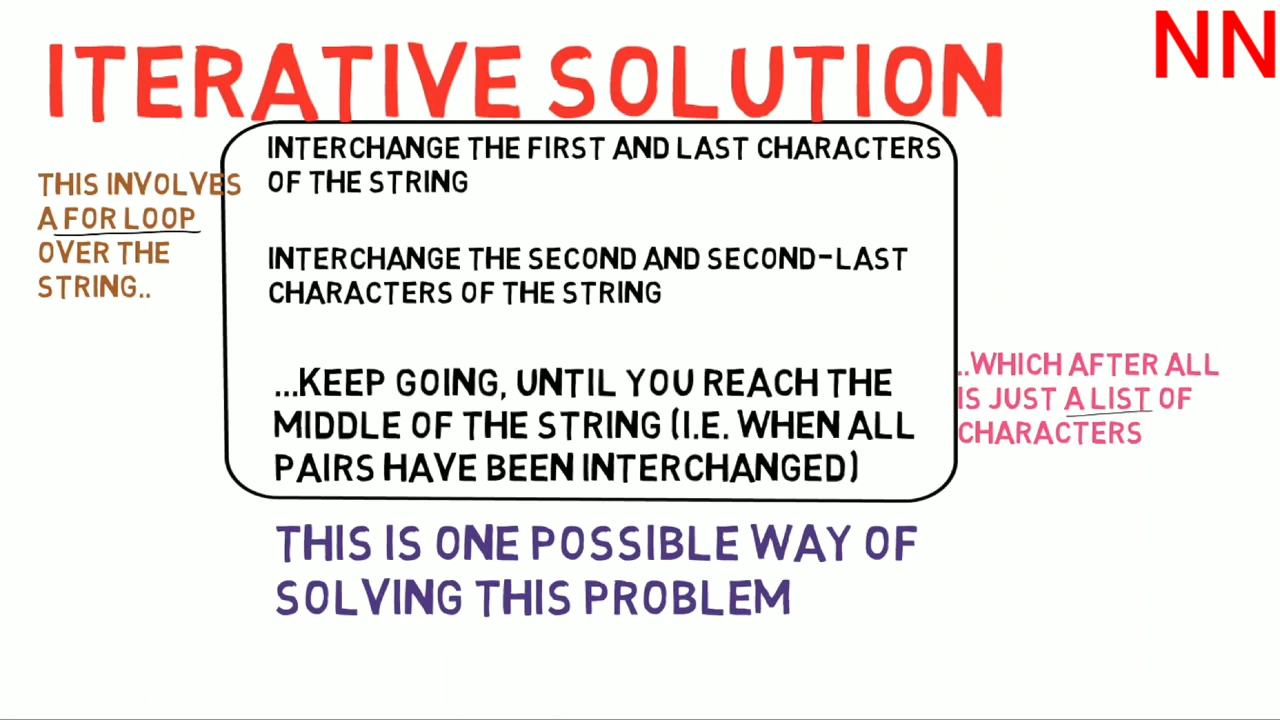 ITERATIVE SOLUTION
NN
INTERCHANGE THE FIRST AND LAST CHARACTERS
OF THE STRING
THIS INVOLVES
A FOR LOOP
OVER THE
STRING..
INTERCHANGE THE SECOND AND SECOND-LAST
CHARACTERS OF THE STRING
...KEEP GOING, UNTIL YOU REACH THE
MIDDLE OF THE STRING (I.E. WHEN ALL
PAIRS HAVE BEEN INTERCHANGED)
..WHICH AFTER ALL
IS JUST A LIST OF
CHARACTERS
THIS IS ONE POSSIBLE WAY OF
SOLVING THIS PROBLEM